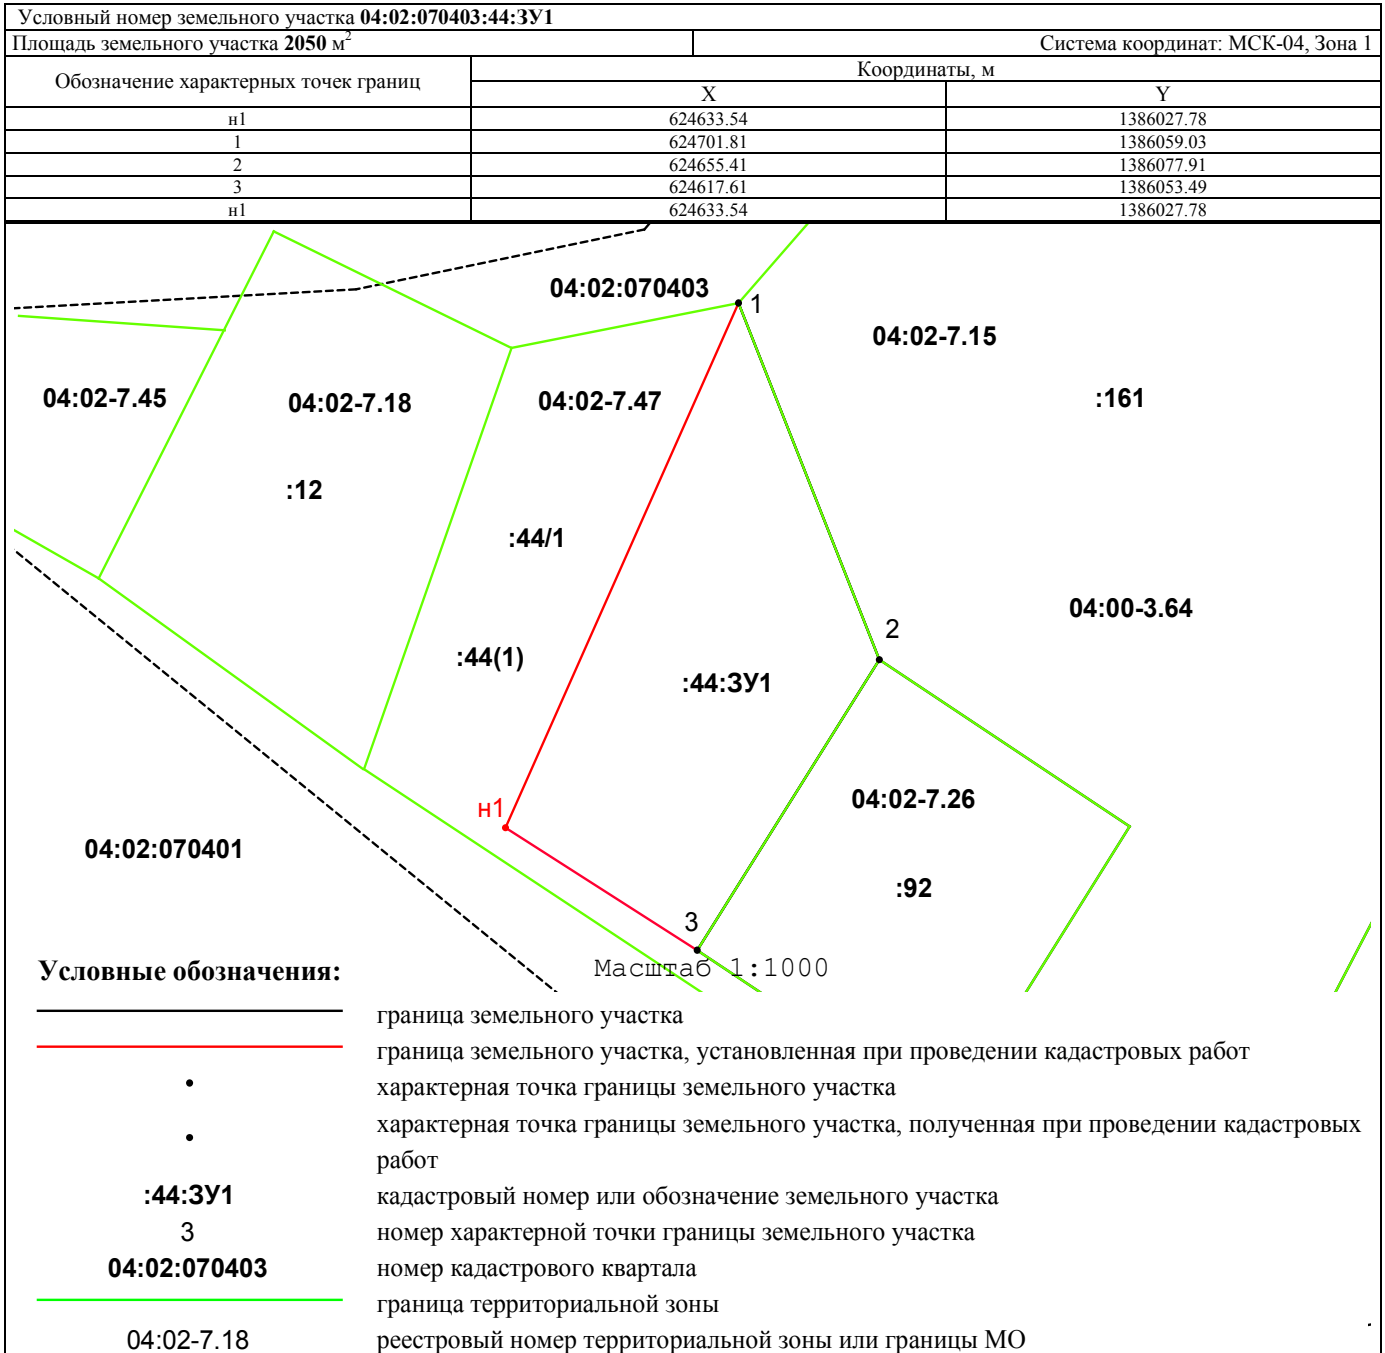 Условный номер земельного участка 04:02:070403:44:ЗУ1
Площадь земельного участка 2050 м²
Система координат: МСК-04, Зона 1
Обозначение характерных точек границ
Координаты, м
X
Y
н1 624633.54 1386027.78
1 624701.81 1386059.03
2 624655.41 1386077.91
3 624617.61 1386053.49
н1 624633.54 1386027.78
04:02:070403
1
04:02-7.15
04:02-7.45
04:02-7.18
04:02-7.47
:161
:12
:44/1
04:00-3.64
2
:44(1)
:44:ЗУ1
04:02-7.26
н1
04:02:070401
:92
3
Масштаб 1:1000
Условные обозначения:
граница земельного участка
граница земельного участка, установленная при проведении кадастровых работ
характерная точка границы земельного участка
характерная точка границы земельного участка, полученная при проведении кадастровых
работ
:44:ЗУ1 кадастровый номер или обозначение земельного участка
3 номер характерной точки границы земельного участка
04:02:070403 номер кадастрового квартала
граница территориальной зоны
04:02-7.18 реестровый номер территориальной зоны или границы МО